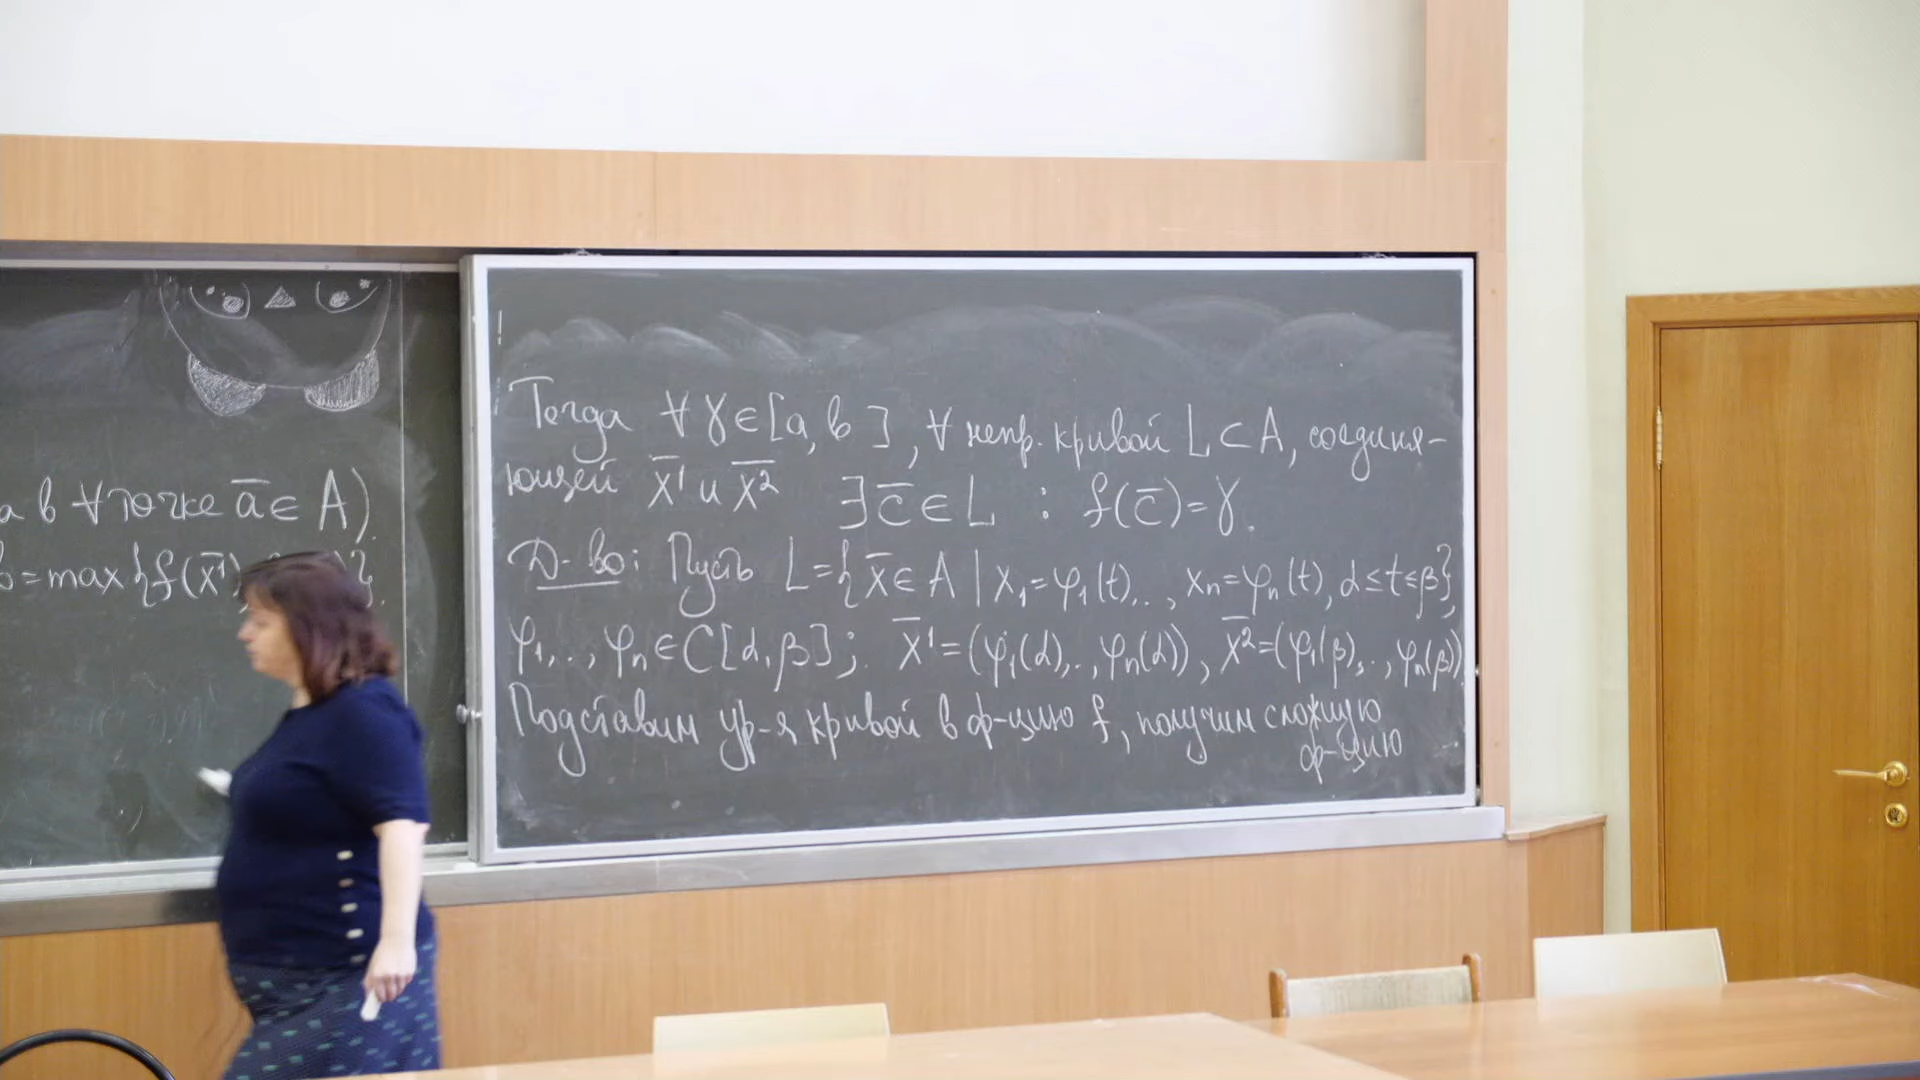 а в ∀ точке a̅ ∈ A).
b = max{f(x̅¹)
Тогда ∀ γ ∈ [a, b], ∀ непр. кривой L ⊂ A, соединя-
ющей x̅¹ и x̅² ∃ c̅ ∈ L : f(c̅) = γ.
Д-во: Пусть L = {x̅ ∈ A | x₁ = φ₁(t),.., xₙ = φₙ(t), α ≤ t ≤ β},
φ₁,.., φₙ ∈ C[α, β]; x̅¹ = (φ₁(α),.., φₙ(α)), x̅² = (φ₁(β),.., φₙ(β)).
Подставим ур-я кривой в ф-цию f, получим сложную
ф-цию